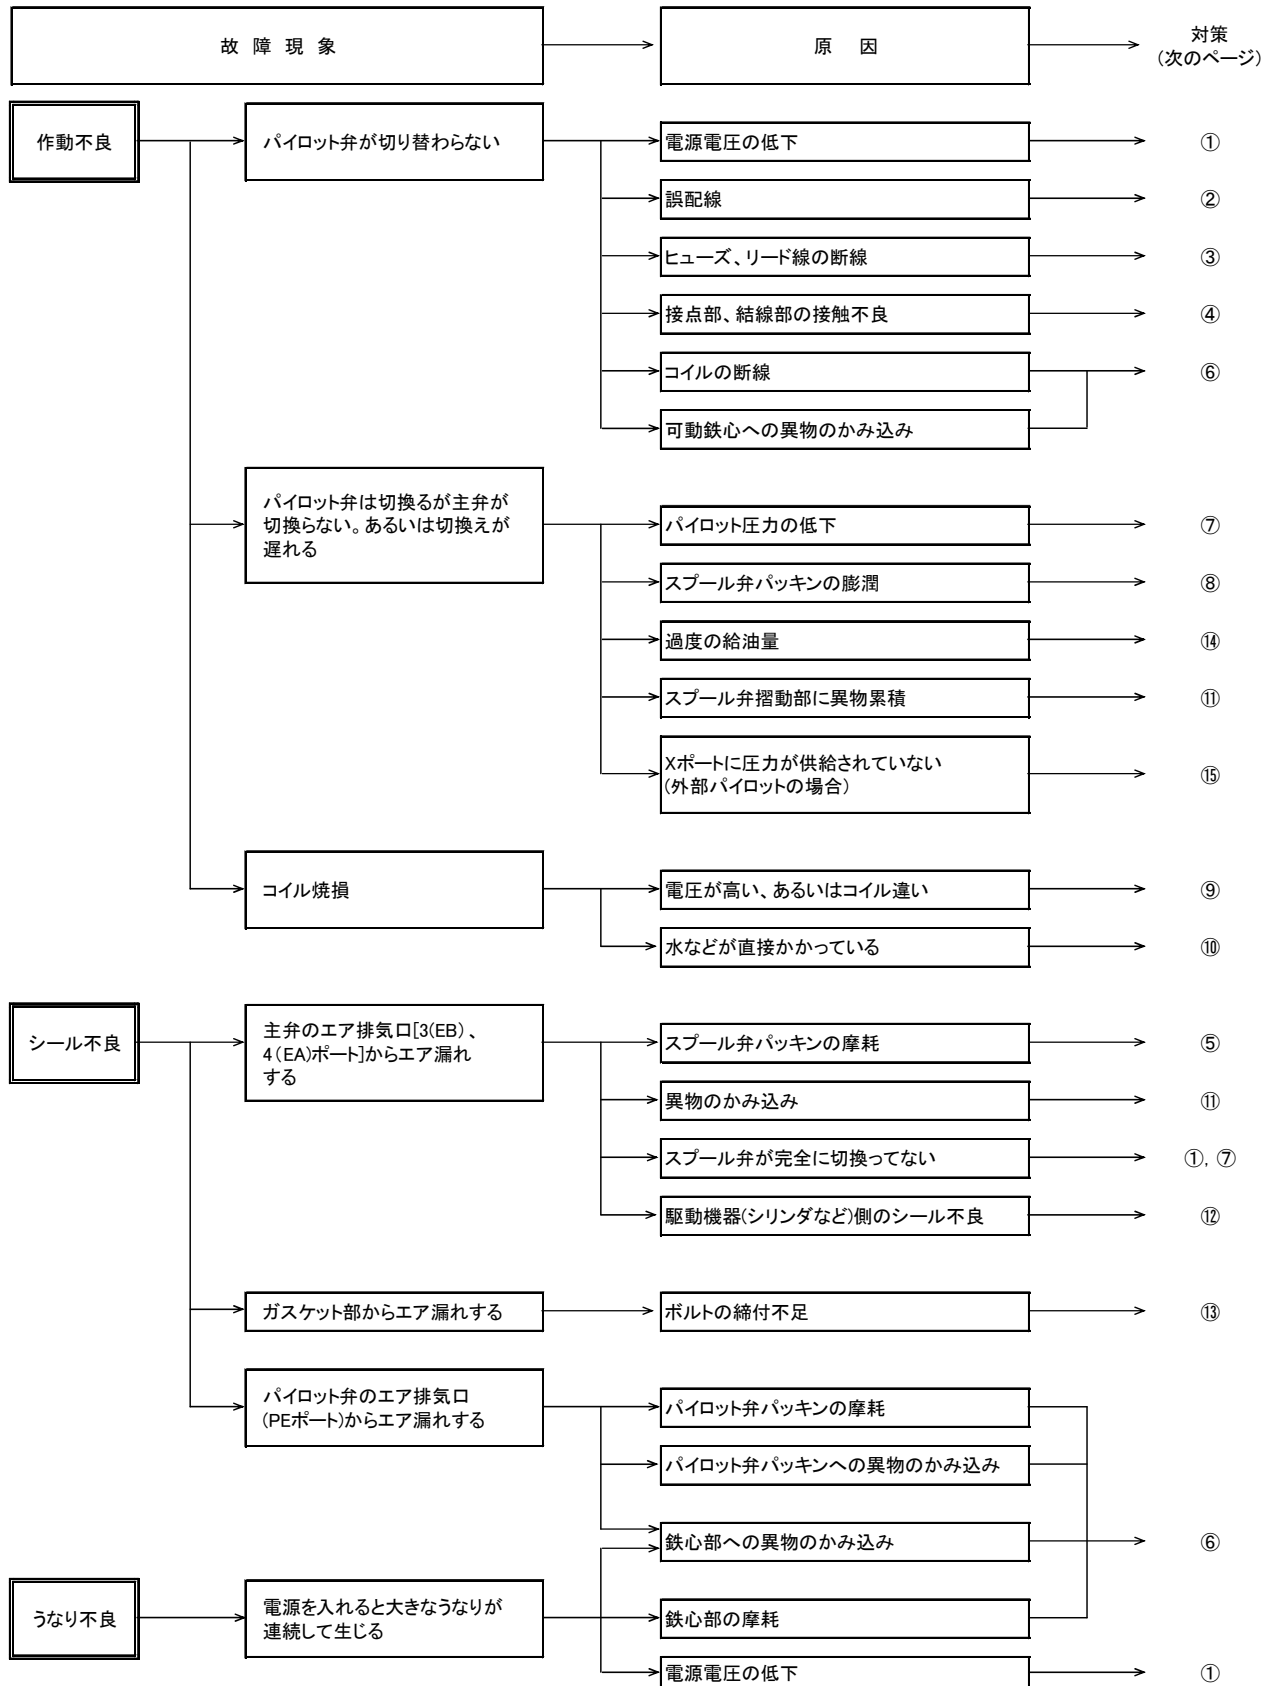 故 障 現 象
原 因
対策
(次のページ)
作動不良
パイロット弁が切り替わらない
電源電圧の低下
①
誤配線
②
ヒューズ、リード線の断線
③
接点部、結線部の接触不良
④
コイルの断線
⑥
可動鉄心への異物のかみ込み
パイロット弁は切換るが主弁が
切換らない。あるいは切換えが
遅れる
パイロット圧力の低下
⑦
スプール弁パッキンの膨潤
⑧
過度の給油量
⑭
スプール弁摺動部に異物累積
⑪
Xポートに圧力が供給されていない
(外部パイロットの場合)
⑮
コイル焼損
電圧が高い、あるいはコイル違い
⑨
水などが直接かかっている
⑩
シール不良
主弁のエア排気口[3(EB)、
4(EA)ポート]からエア漏れ
する
スプール弁パッキンの摩耗
⑤
異物のかみ込み
⑪
スプール弁が完全に切換ってない
①, ⑦
駆動機器(シリンダなど)側のシール不良
⑫
ガスケット部からエア漏れする
ボルトの締付不足
⑬
パイロット弁のエア排気口
(PEポート)からエア漏れする
パイロット弁パッキンの摩耗
パイロット弁パッキンへの異物のかみ込み
鉄心部への異物のかみ込み
⑥
うなり不良
電源を入れると大きなうなりが
連続して生じる
鉄心部の摩耗
電源電圧の低下
①